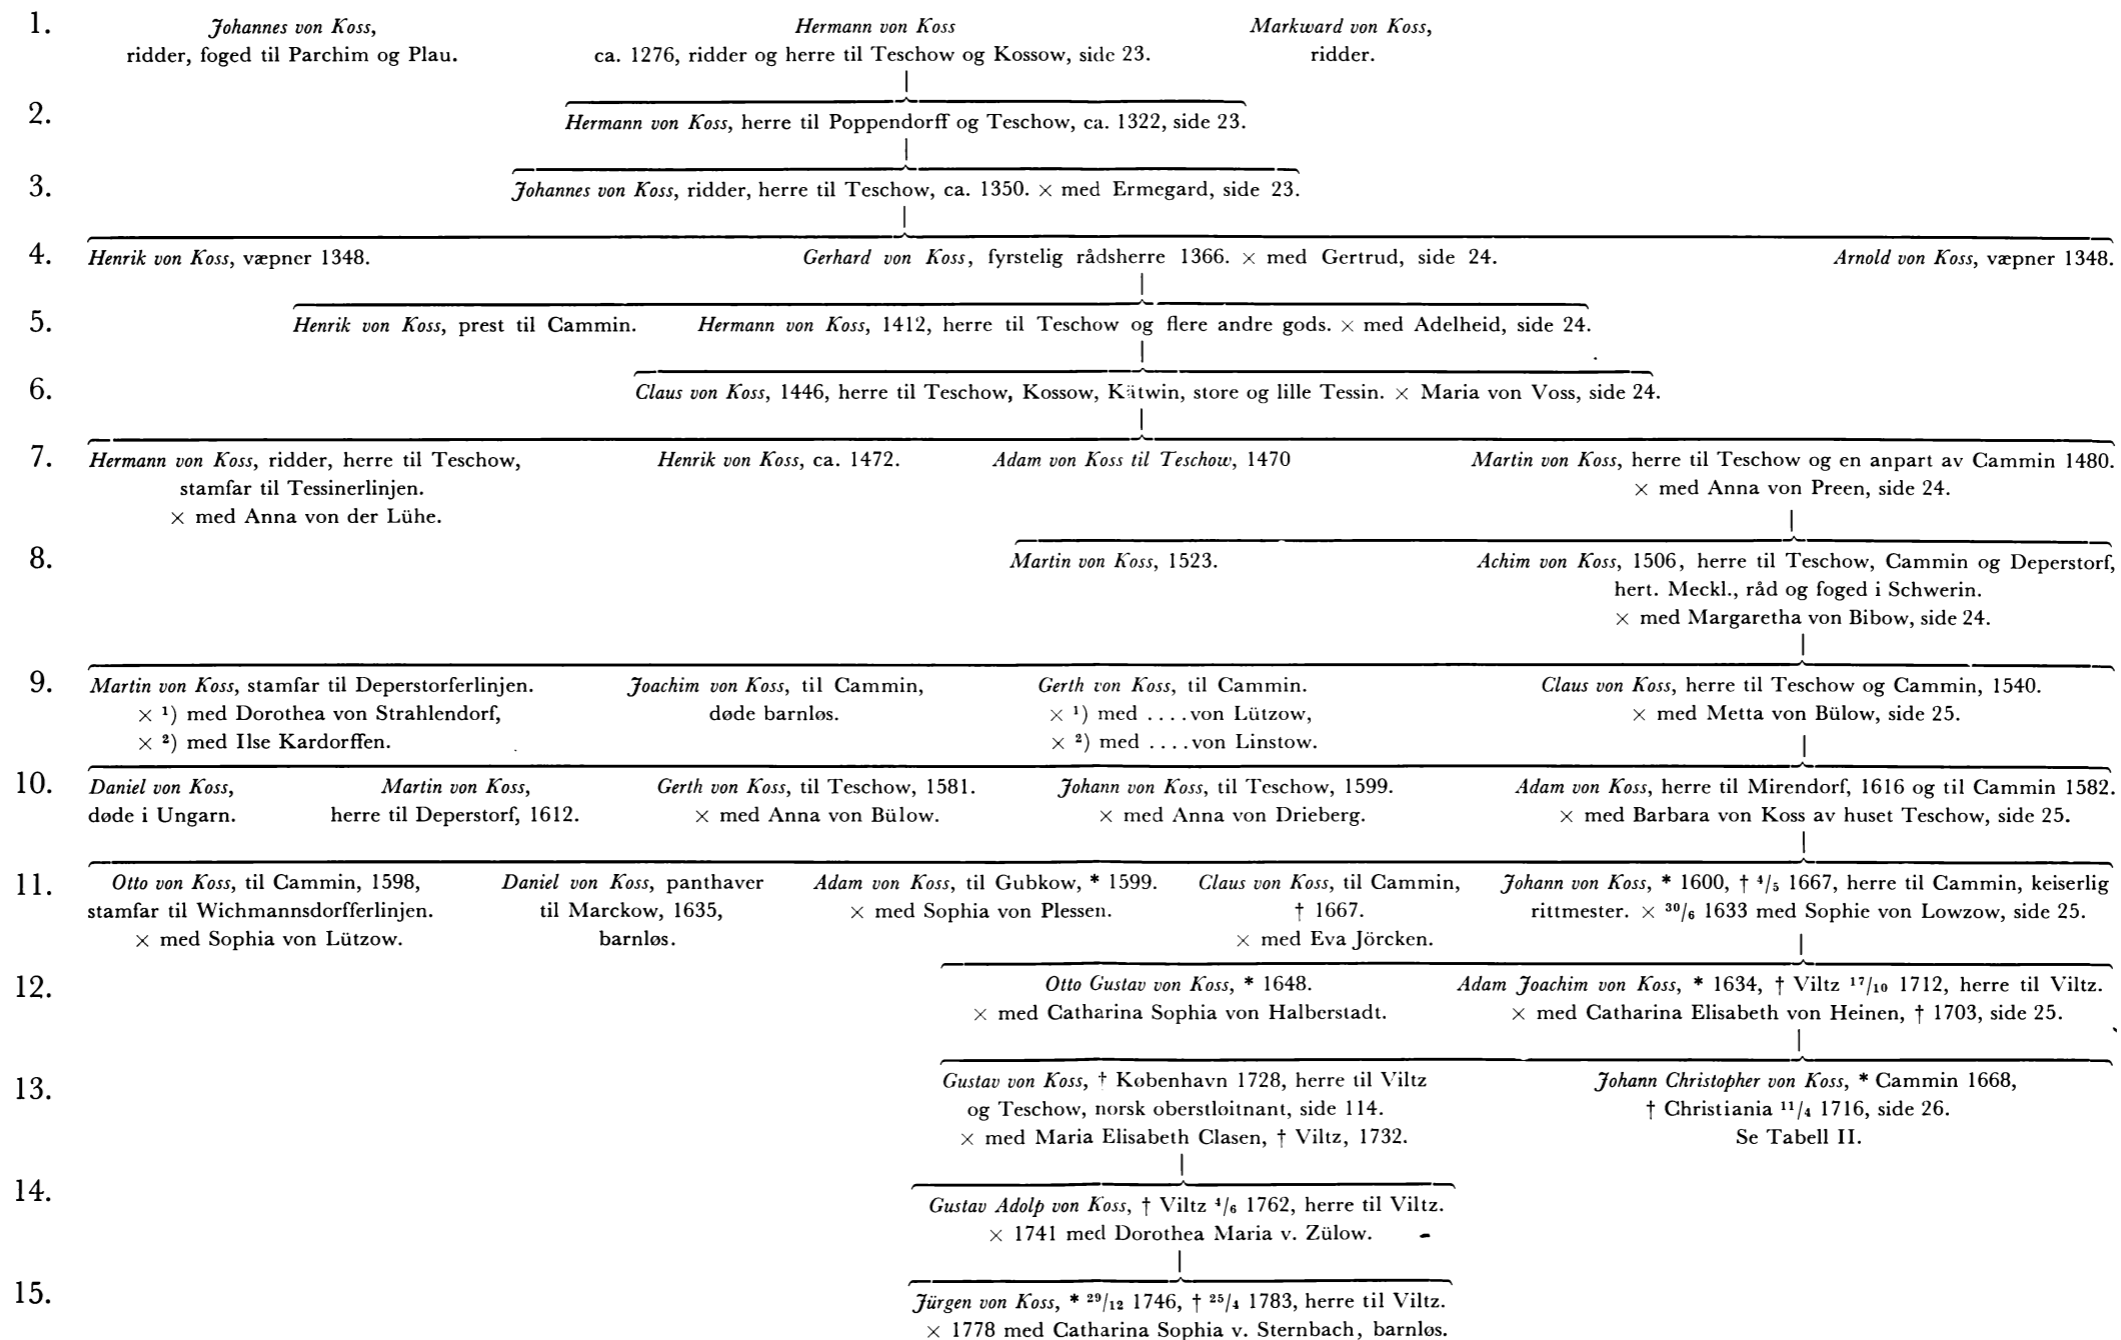 1.
Johannes von Koss,
ridder, foged til Parchim og Plau.
Hermann von Koss
ca. 1276, ridder og herre til Teschow og Kossow, side 23.
Markward von Koss,
ridder.
2.
Hermann von Koss, herre til Poppendorff og Teschow, ca. 1322, side 23.
3.
Johannes von Koss, ridder, herre til Teschow, ca. 1350. × med Ermegard, side 23.
4.
Henrik von Koss, væpner 1348.
Gerhard von Koss, fyrstelig rådsherre 1366. × med Gertrud, side 24.
Arnold von Koss, væpner 1348.
5.
Henrik von Koss, prest til Cammin.
Hermann von Koss, 1412, herre til Teschow og flere andre gods. × med Adelheid, side 24.
6.
Claus von Koss, 1446, herre til Teschow, Kossow, Kätwin, store og lille Tessin. × Maria von Voss, side 24.
7.
Hermann von Koss, ridder, herre til Teschow,
stamfar til Tessinerlinjen.
× med Anna von der Lühe.
Henrik von Koss, ca. 1472.
Adam von Koss til Teschow, 1470
Martin von Koss, herre til Teschow og en anpart av Cammin 1480.
× med Anna von Preen, side 24.
8.
Martin von Koss, 1523.
Achim von Koss, 1506, herre til Teschow, Cammin og Deperstorf,
hert. Meckl., råd og foged i Schwerin.
× med Margaretha von Bibow, side 24.
9.
Martin von Koss, stamfar til Deperstorferlinjen.
× ¹) med Dorothea von Strahlendorf,
× ²) med Ilse Kardorffen.
Joachim von Koss, til Cammin,
døde barnløs.
Gerth von Koss, til Cammin.
× ¹) med ....von Lützow,
× ²) med ....von Linstow.
Claus von Koss, herre til Teschow og Cammin, 1540.
× med Metta von Bülow, side 25.
10.
Daniel von Koss,
døde i Ungarn.
Martin von Koss,
herre til Deperstorf, 1612.
Gerth von Koss, til Teschow, 1581.
× med Anna von Bülow.
Johann von Koss, til Teschow, 1599.
× med Anna von Drieberg.
Adam von Koss, herre til Mirendorf, 1616 og til Cammin 1582.
× med Barbara von Koss av huset Teschow, side 25.
11.
Otto von Koss, til Cammin, 1598,
stamfar til Wichmannsdorfferlinjen.
× med Sophia von Lützow.
Daniel von Koss, panthaver
til Marckow, 1635,
barnløs.
Adam von Koss, til Gubkow, * 1599.
× med Sophia von Plessen.
Claus von Koss, til Cammin,
† 1667.
× med Eva Jörcken.
Johann von Koss, * 1600, † ⁴/₅ 1667, herre til Cammin, keiserlig
rittmester. × ³⁰/₆ 1633 med Sophie von Lowzow, side 25.
12.
Otto Gustav von Koss, * 1648.
× med Catharina Sophia von Halberstadt.
Adam Joachim von Koss, * 1634, † Viltz ¹⁷/₁₀ 1712, herre til Viltz.
× med Catharina Elisabeth von Heinen, † 1703, side 25.
13.
Gustav von Koss, † København 1728, herre til Viltz
og Teschow, norsk oberstløitnant, side 114.
× med Maria Elisabeth Clasen, † Viltz, 1732.
Johann Christopher von Koss, * Cammin 1668,
† Christiania ¹¹/₄ 1716, side 26.
Se Tabell II.
14.
Gustav Adolp von Koss, † Viltz ⁴/₆ 1762, herre til Viltz.
× 1741 med Dorothea Maria v. Zülow.
15.
Jürgen von Koss, * ²⁹/₁₂ 1746, † ²⁵/₄ 1783, herre til Viltz.
× 1778 med Catharina Sophia v. Sternbach, barnløs.